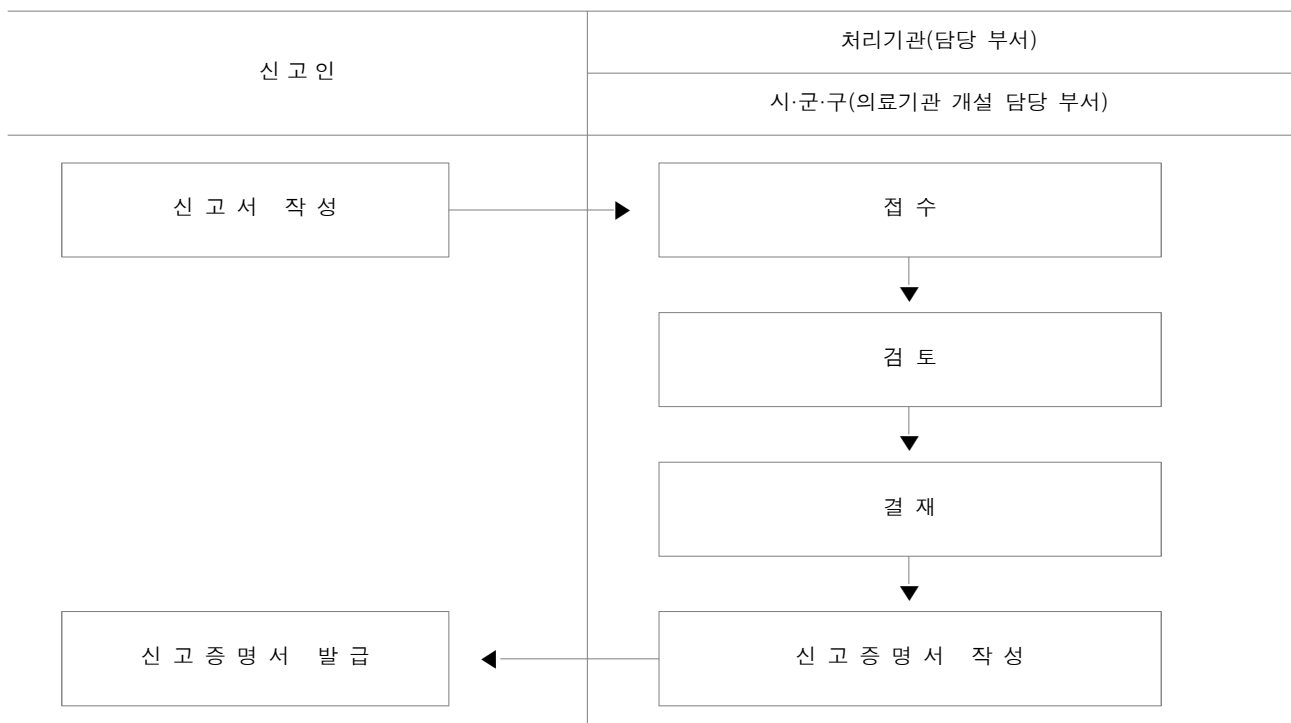 신 고 인
처리기관(담당 부서)
시·군·구(의료기관 개설 담당 부서)
신 고 서 작 성
접 수
검 토
결 재
신 고 증 명 서 발 급
신 고 증 명 서 작 성